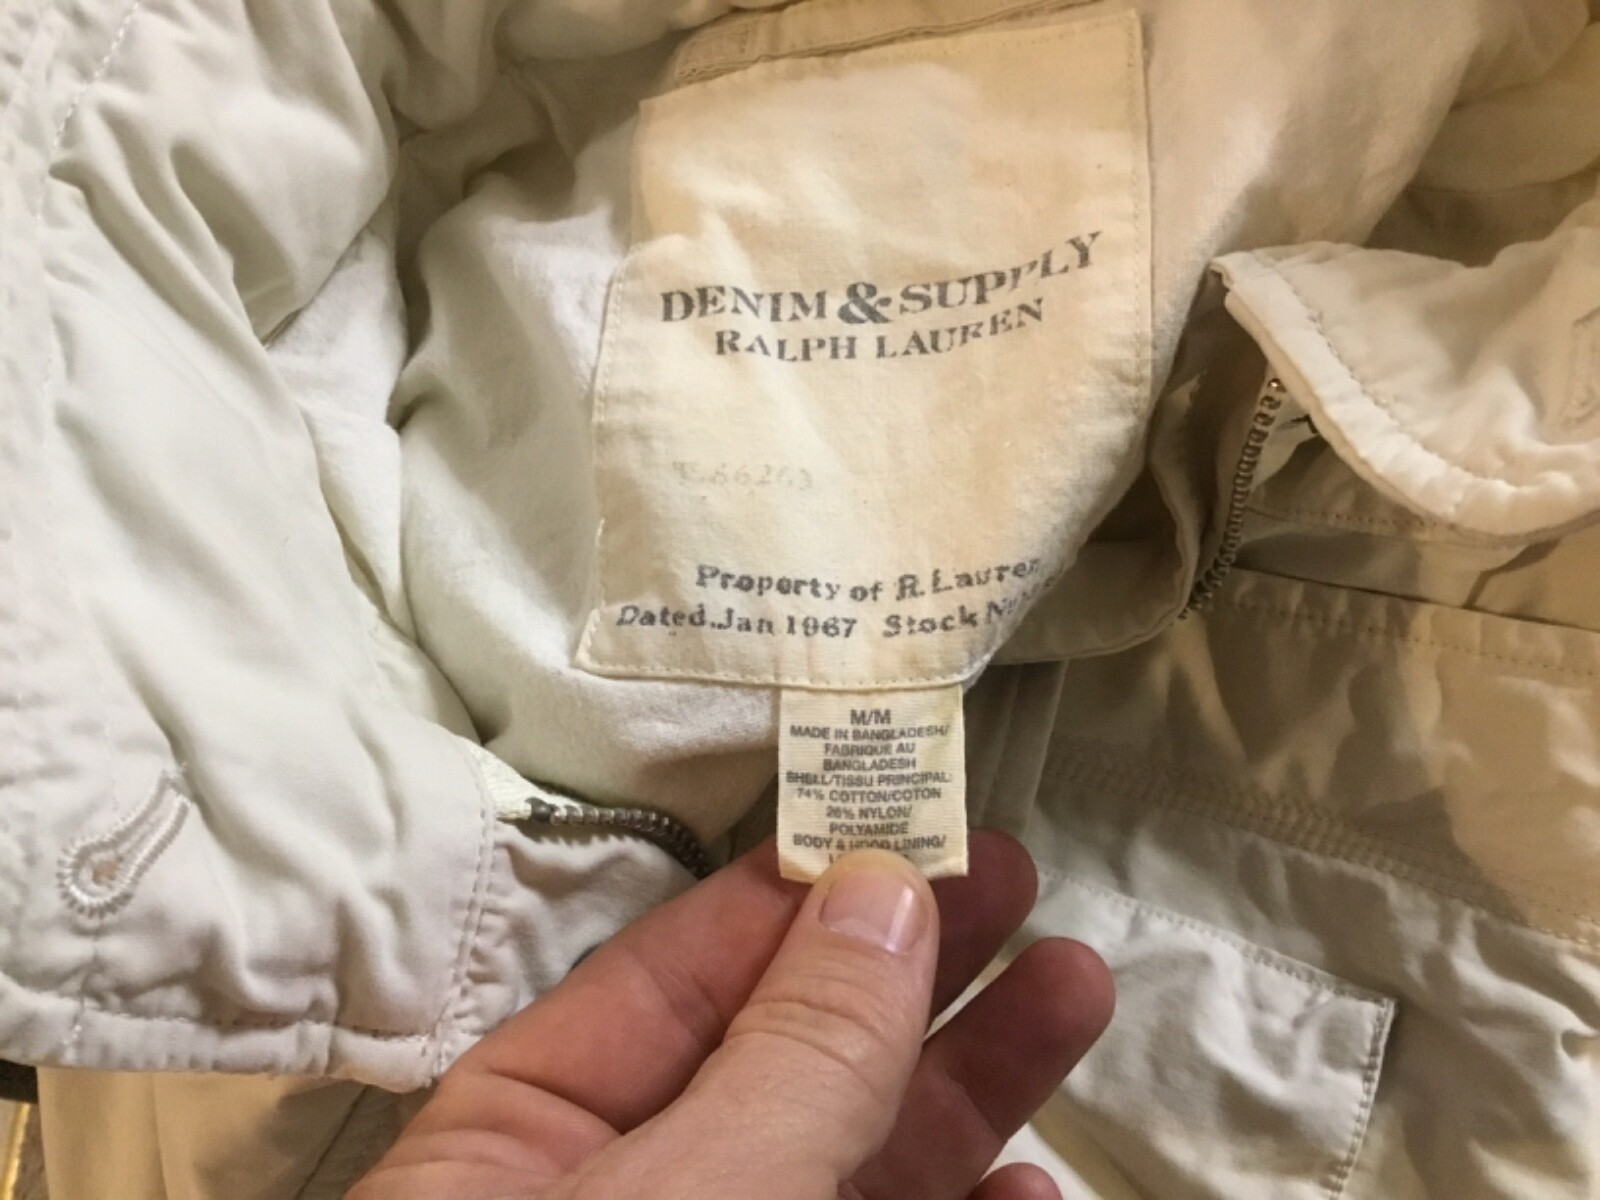 DENIM & SUPPLY
RALPH LAUREN
Property of R. Lauren
Dated. Jan 1967 Stock
M/M
MADE IN BANGLADESH/
FABRIQUE AU
BANGLADESH
SHELL/TISSU PRINCIPAL:
74% COTTON/COTON
26% NYLON/
POLYAMIDE
BODY & HOOD LINING/